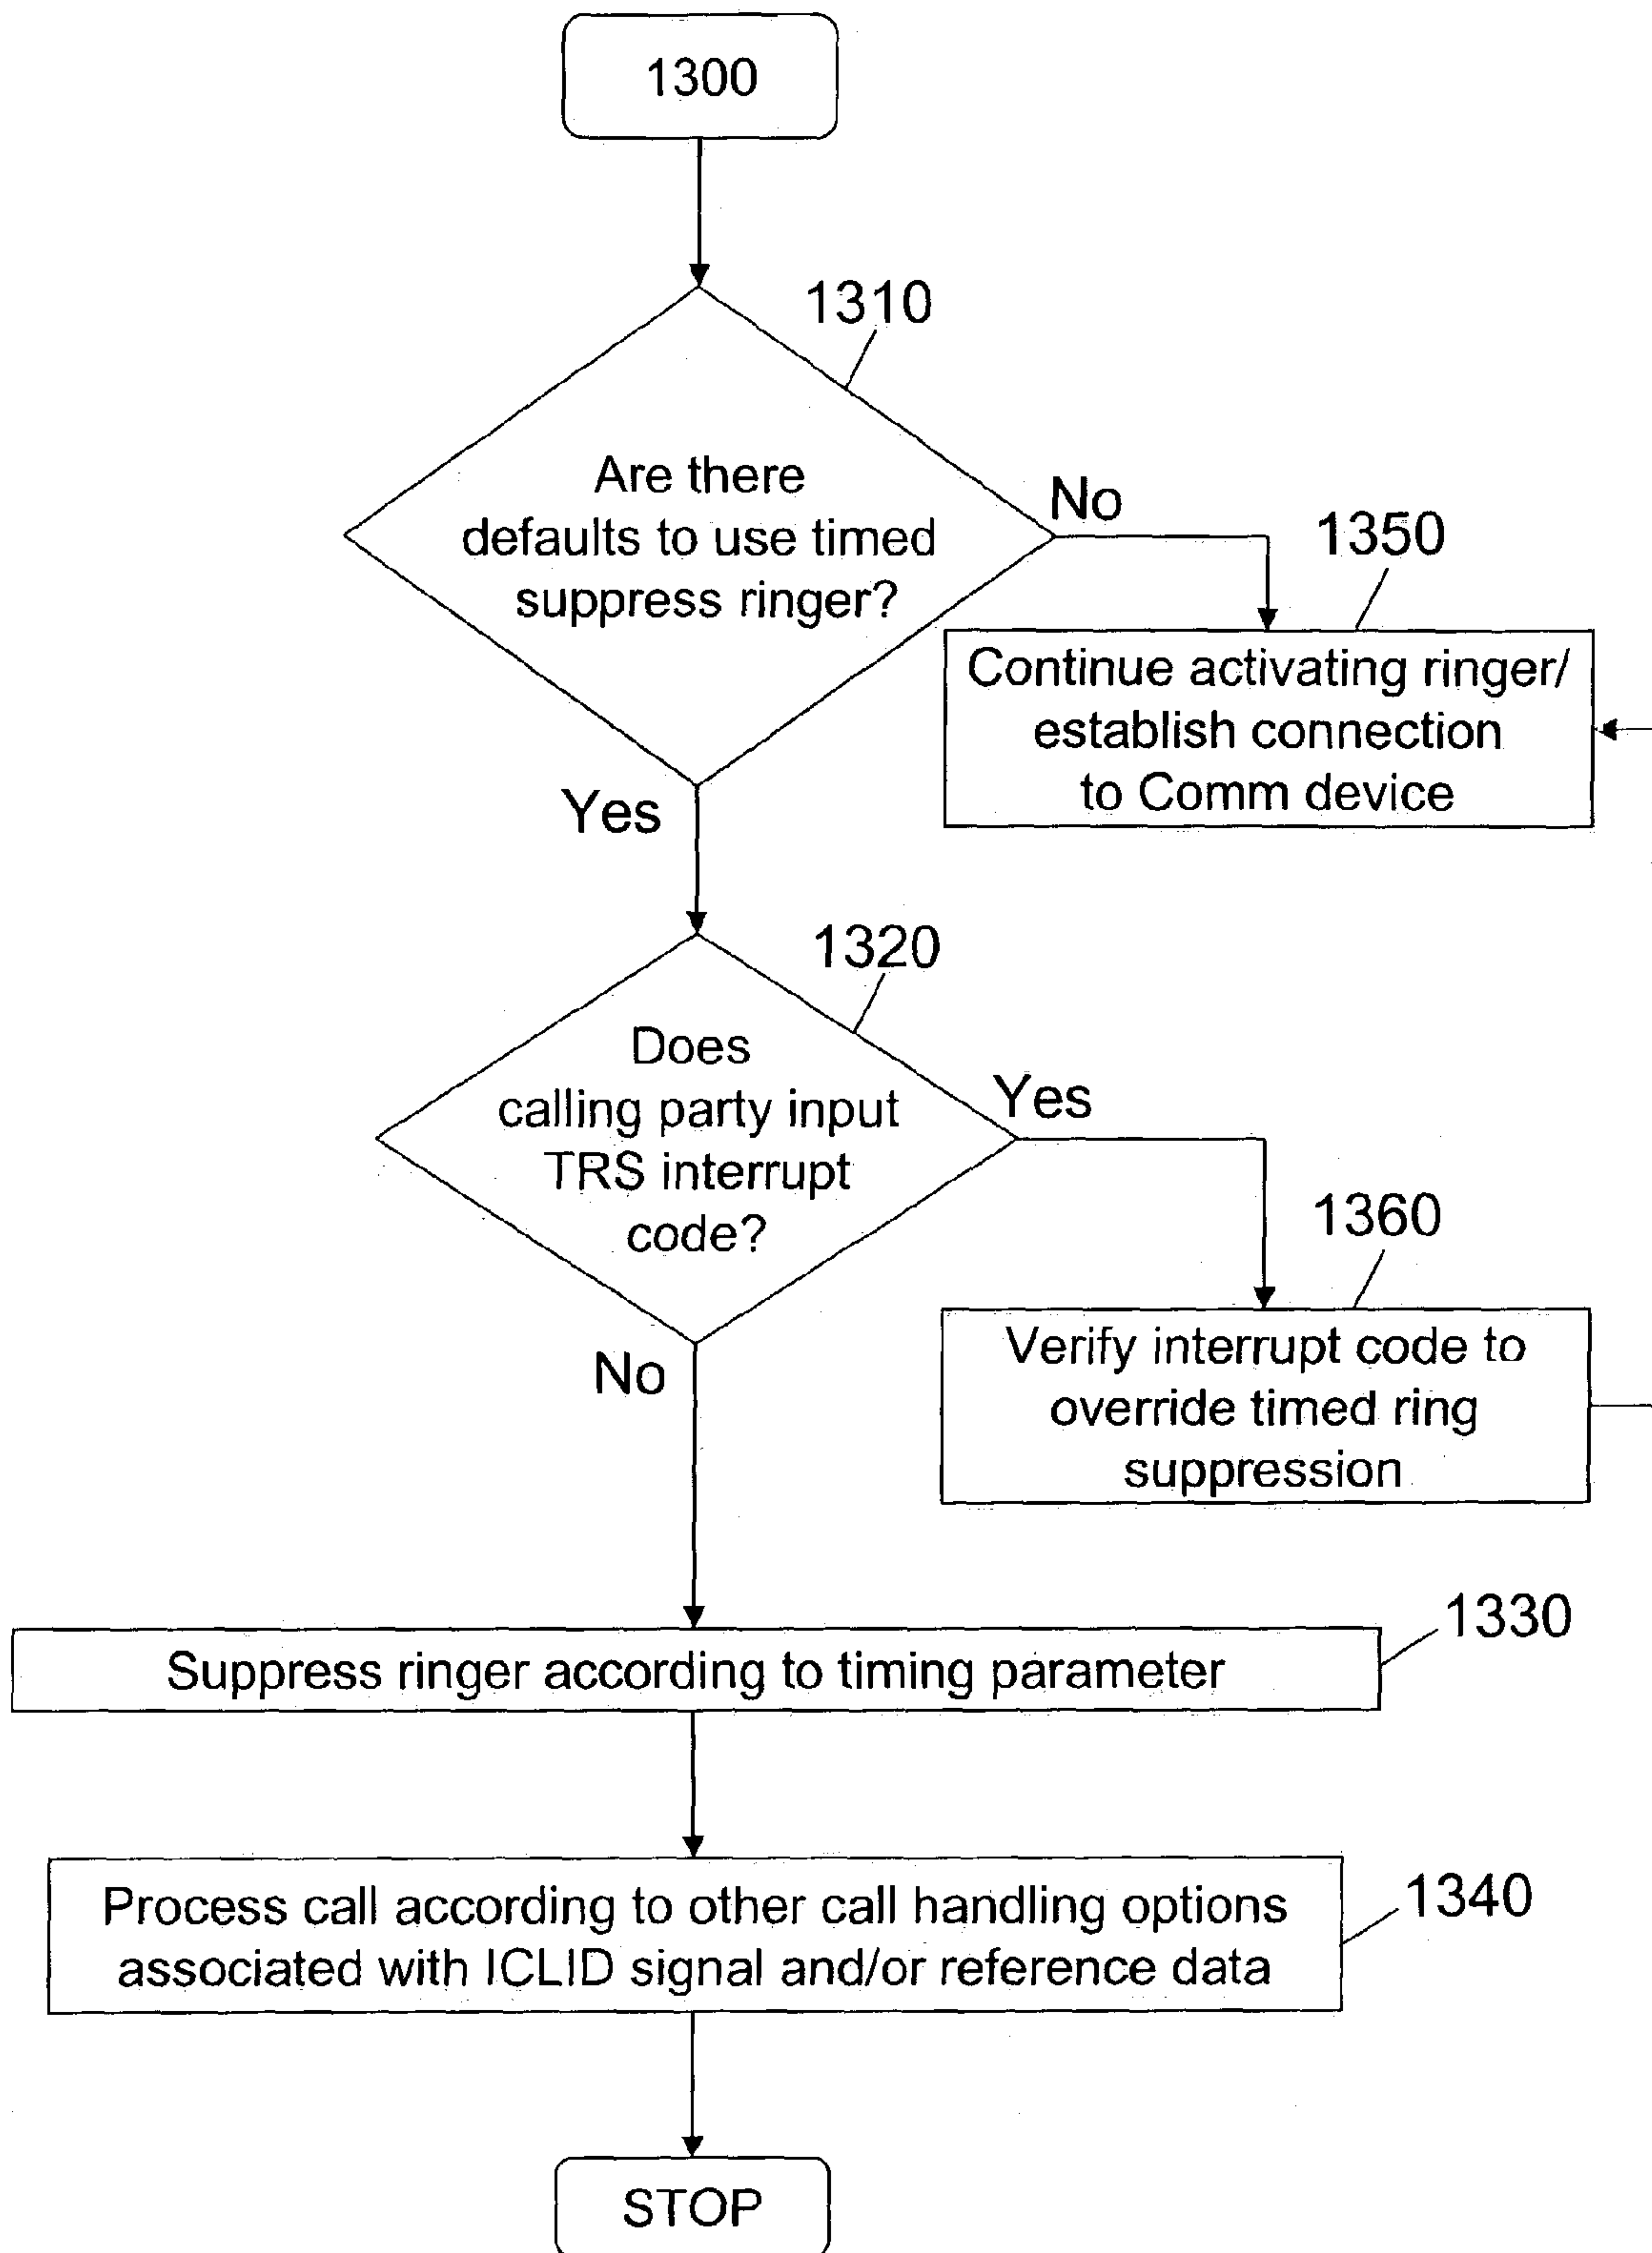 1300
1310
Are there
defaults to use timed
suppress ringer?
No
1350
Continue activating ringer/
establish connection
to Comm device
Yes
1320
Does
calling party input
TRS interrupt
code?
Yes
1360
Verify interrupt code to
override timed ring
suppression
No
1330
Suppress ringer according to timing parameter
1340
Process call according to other call handling options
associated with ICLID signal and/or reference data
STOP